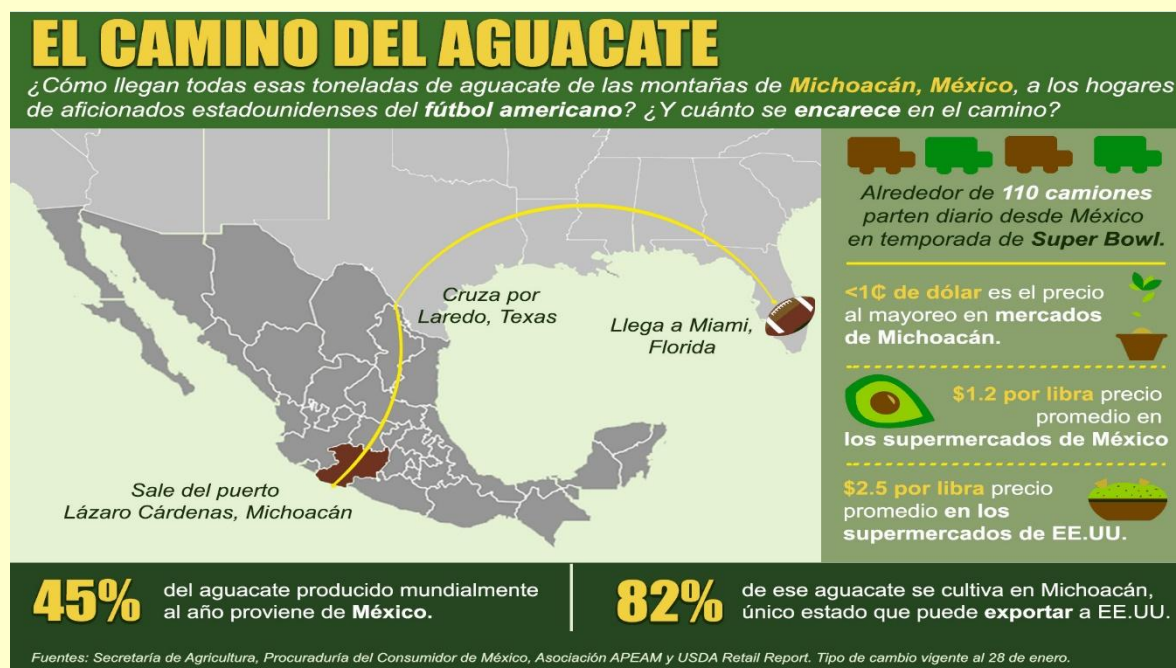 EL CAMINO DEL AGUACATE
¿Cómo llegan todas esas toneladas de aguacate de las montañas de Michoacán, México, a los hogares
de aficionados estadounidenses del fútbol americano? ¿Y cuánto se encarece en el camino?
Cruza por
Laredo, Texas
Llega a Miami,
Florida
Sale del puerto
Lázaro Cárdenas, Michoacán
Alrededor de 110 camiones
parten diario desde México
en temporada de Super Bowl.
<1₵ de dólar es el precio
al mayoreo en mercados
de Michoacán.
$1.2 por libra precio
promedio en
los supermercados de México
$2.5 por libra precio
promedio en los
supermercados de EE.UU.
45%
del aguacate producido mundialmente
al año proviene de México.
82%
de ese aguacate se cultiva en Michoacán,
único estado que puede exportar a EE.UU.
Fuentes: Secretaría de Agricultura, Procuraduría del Consumidor de México, Asociación APEAM y USDA Retail Report. Tipo de cambio vigente al 28 de enero.